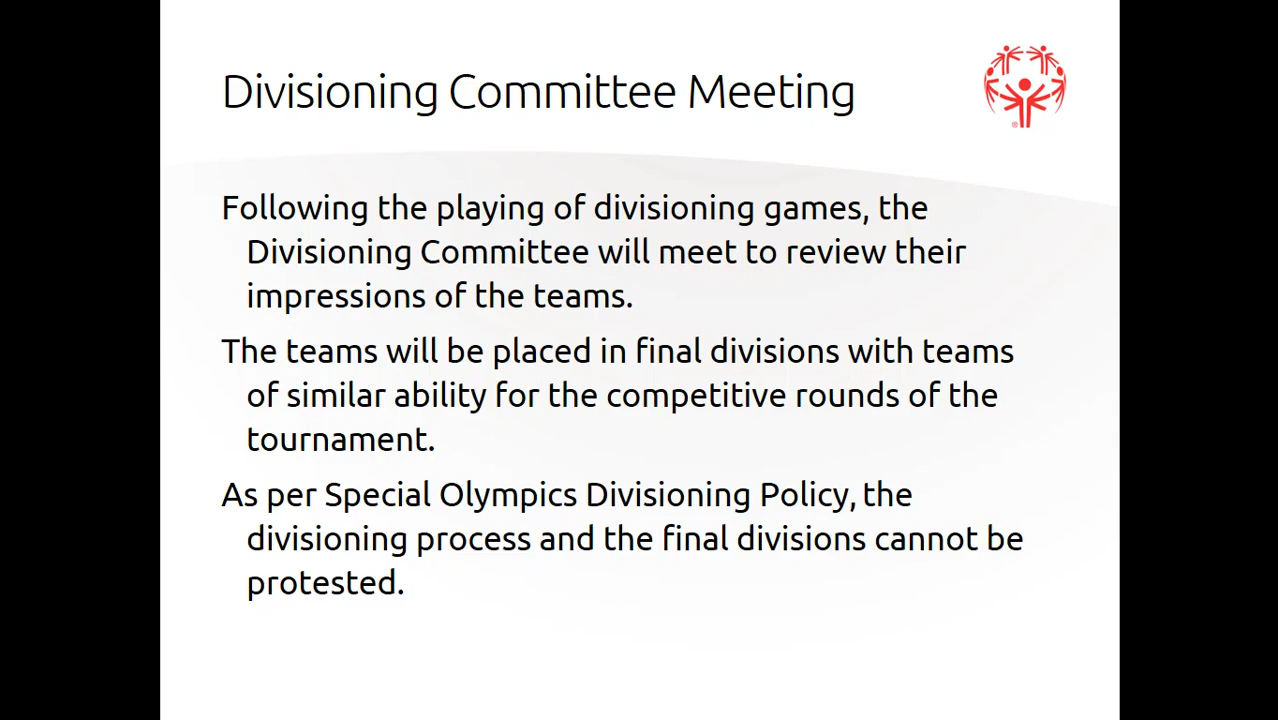 Divisioning Committee Meeting
Following the playing of divisioning games, the
Divisioning Committee will meet to review their
impressions of the teams.
The teams will be placed in final divisions with teams
of similar ability for the competitive rounds of the
tournament.
As per Special Olympics Divisioning Policy, the
divisioning process and the final divisions cannot be
protested.